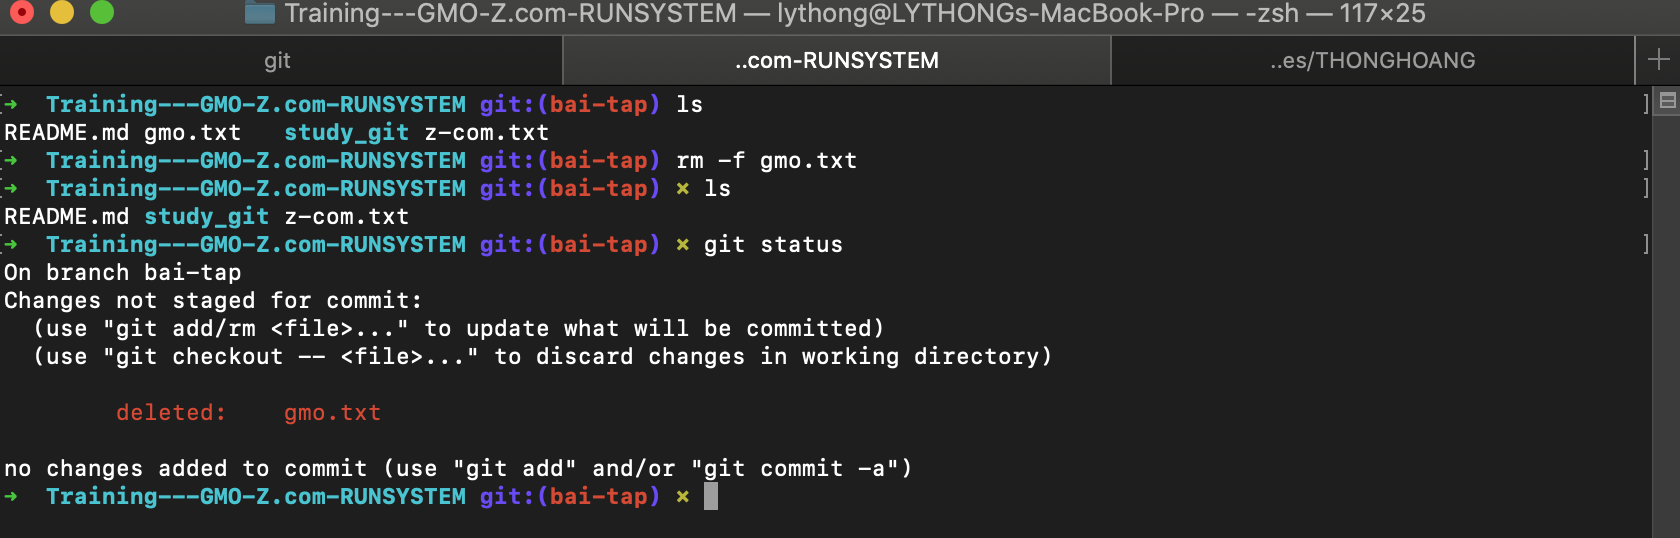 Training---GMO-Z.com-RUNSYSTEM — lythong@LYTHONGs-MacBook-Pro — -zsh — 117×25
git ..com-RUNSYSTEM ..es/THONGHOANG +
[➜  Training---GMO-Z.com-RUNSYSTEM git:(bai-tap) ls ]
README.md gmo.txt   study_git z-com.txt
[➜  Training---GMO-Z.com-RUNSYSTEM git:(bai-tap) rm -f gmo.txt ]
[➜  Training---GMO-Z.com-RUNSYSTEM git:(bai-tap) ✗ ls ]
README.md study_git z-com.txt
[➜  Training---GMO-Z.com-RUNSYSTEM git:(bai-tap) ✗ git status ]
On branch bai-tap
Changes not staged for commit:
  (use "git add/rm <file>..." to update what will be committed)
  (use "git checkout -- <file>..." to discard changes in working directory)
        deleted:    gmo.txt
no changes added to commit (use "git add" and/or "git commit -a")
➜  Training---GMO-Z.com-RUNSYSTEM git:(bai-tap) ✗